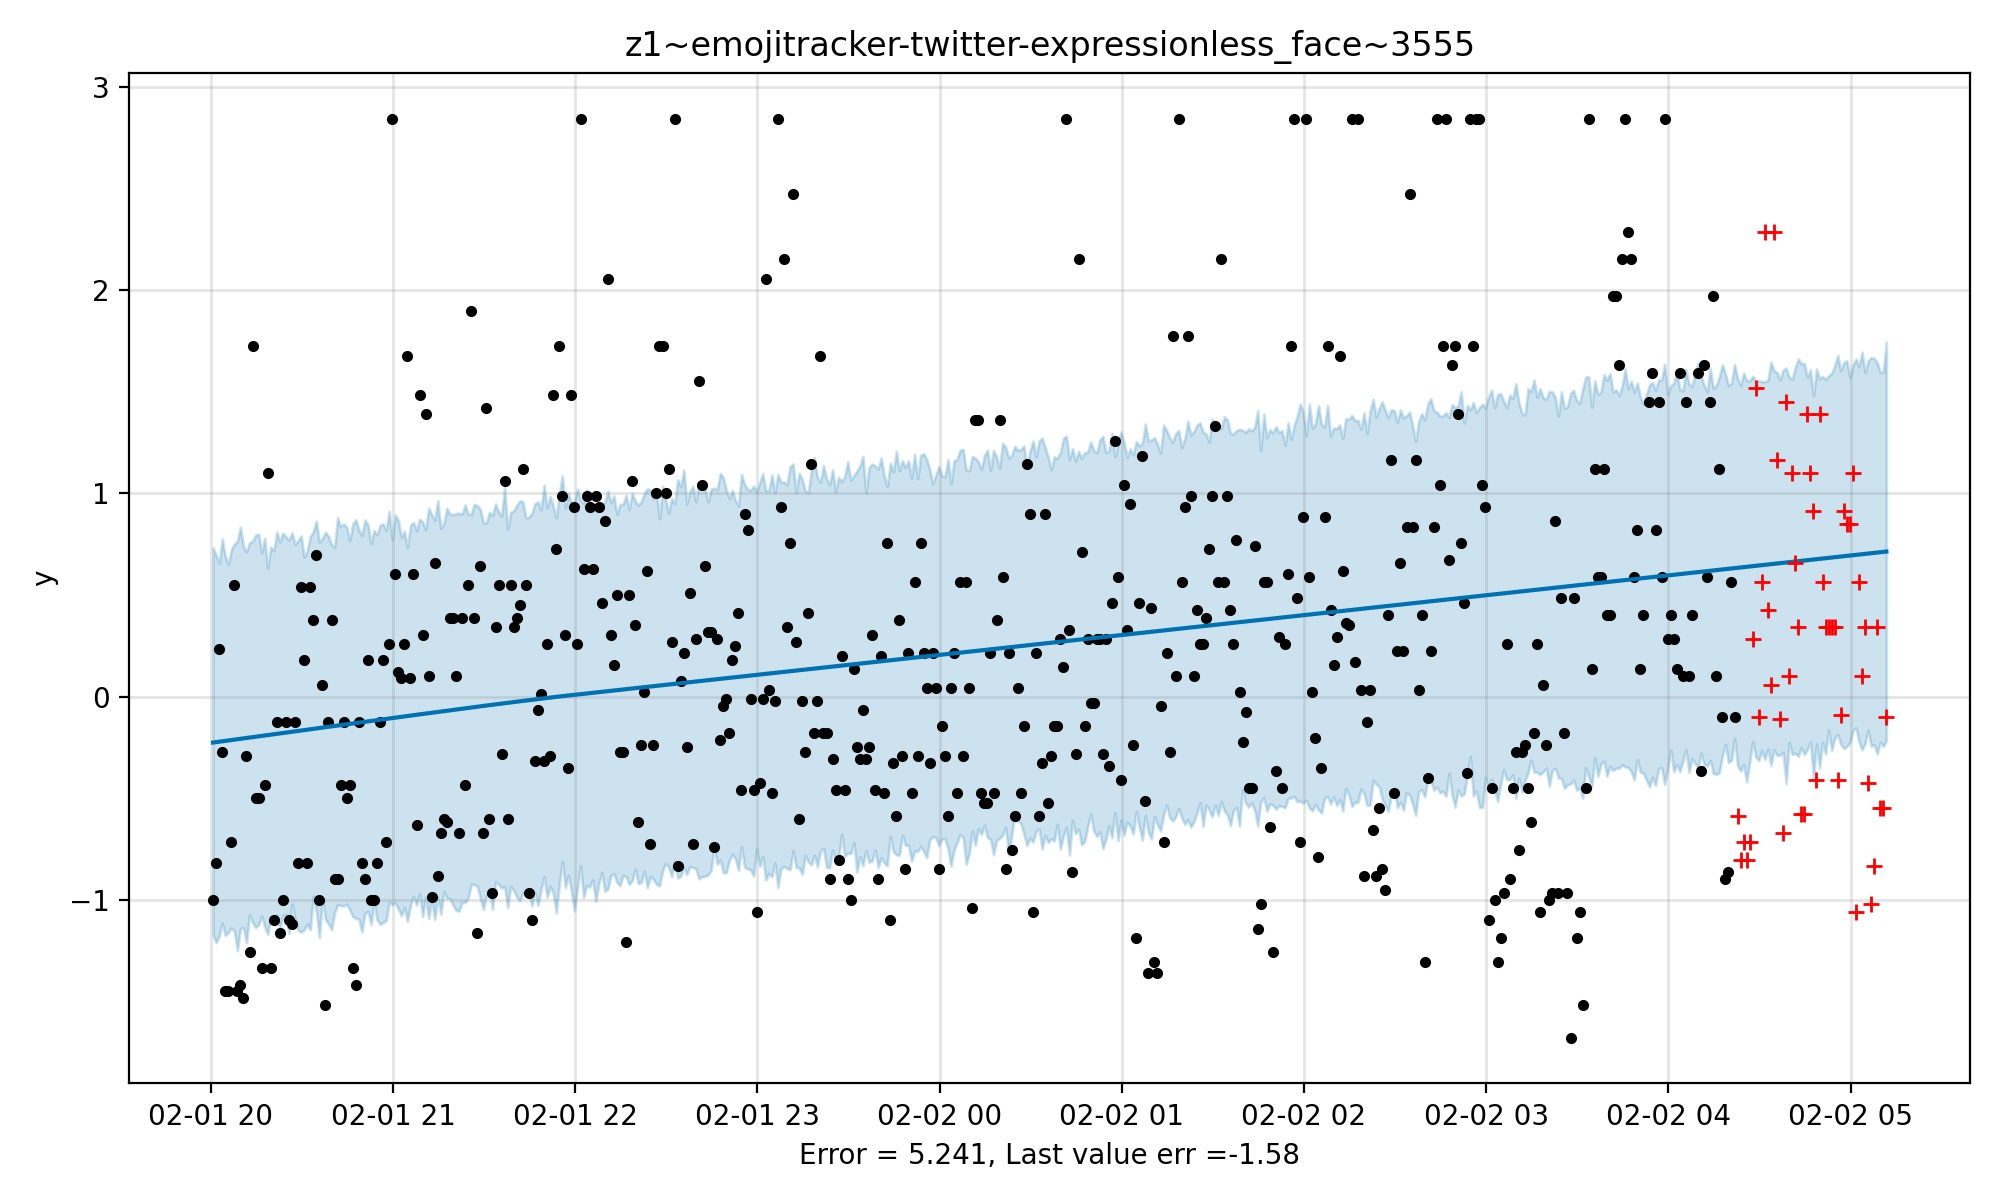 z1~emojitracker-twitter-expressionless_face~3555
3
2
1
0
−1
y
02-01 20 02-01 21 02-01 22 02-01 23 02-02 00 02-02 01 02-02 02 02-02 03 02-02 04 02-02 05
Error = 5.241, Last value err =-1.58